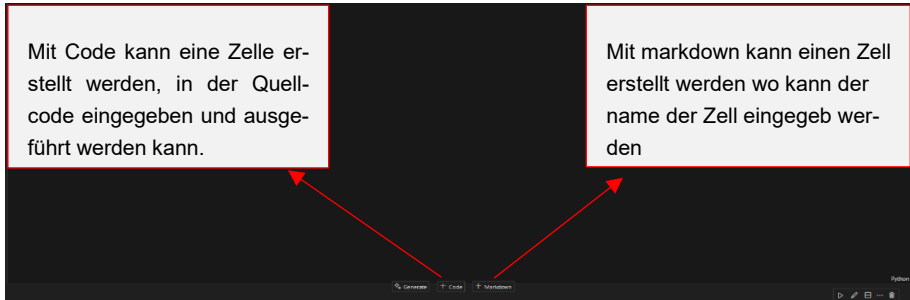 Mit Code kann eine Zelle er-
stellt werden, in der Quell-
code eingegeben und ausge-
führt werden kann.
Mit markdown kann einen Zell
erstellt werden wo kann der
name der Zell eingegeb wer-
den
Python
Generate + Code + Markdown